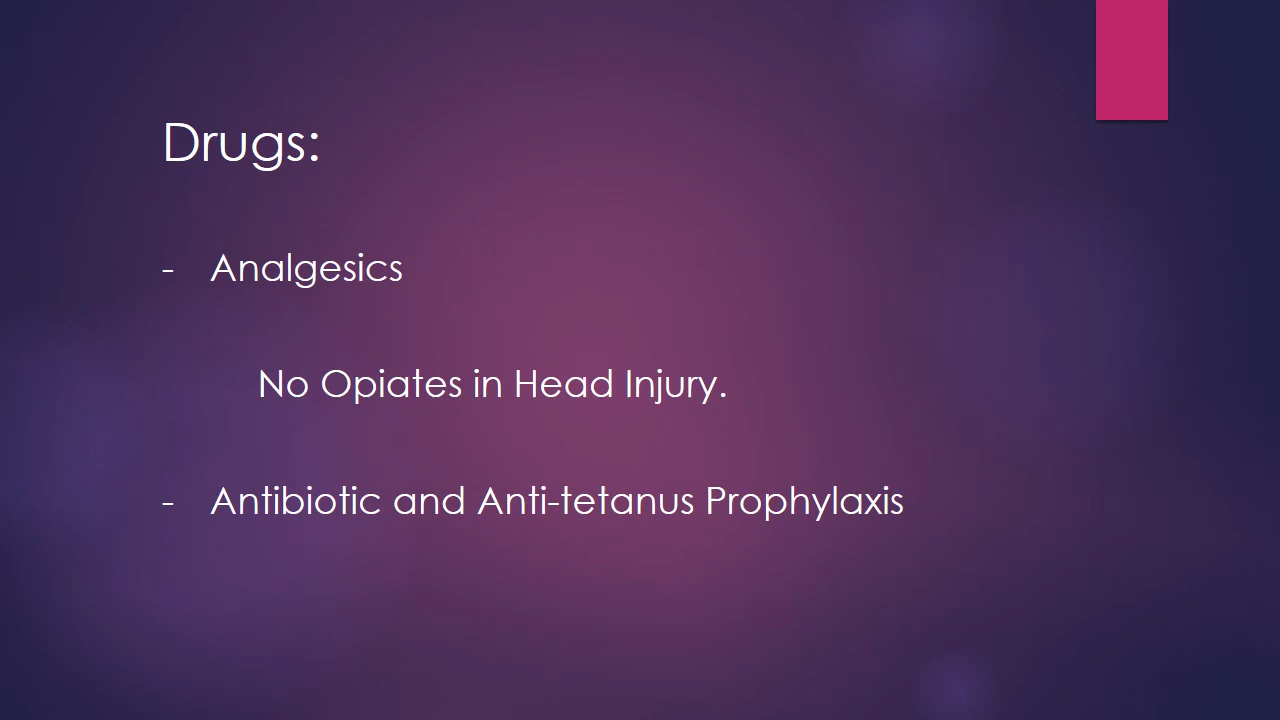 Drugs:
- Analgesics
No Opiates in Head Injury.
- Antibiotic and Anti-tetanus Prophylaxis